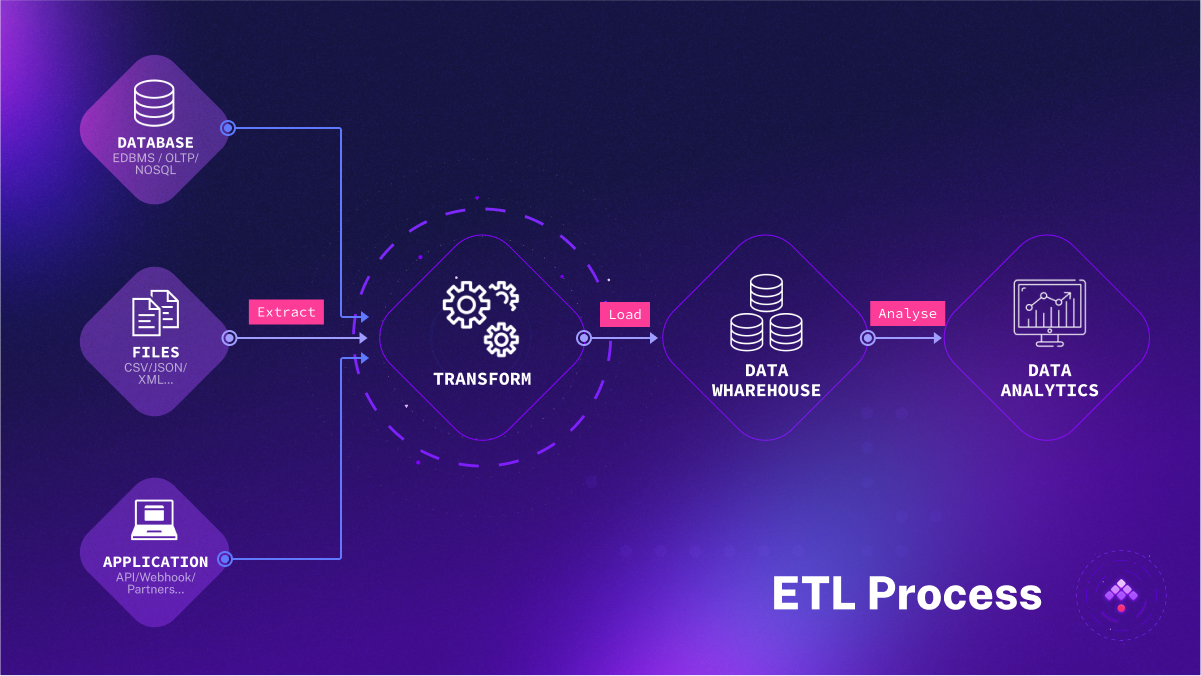 DATABASE
EDBMS / OLTP/
NOSQL
FILES
CSV/JSON/
XML...
APPLICATION
API/Webhook/
Partners...
Extract
TRANSFORM
Load
DATA
WHAREHOUSE
Analyse
DATA
ANALYTICS
ETL Process